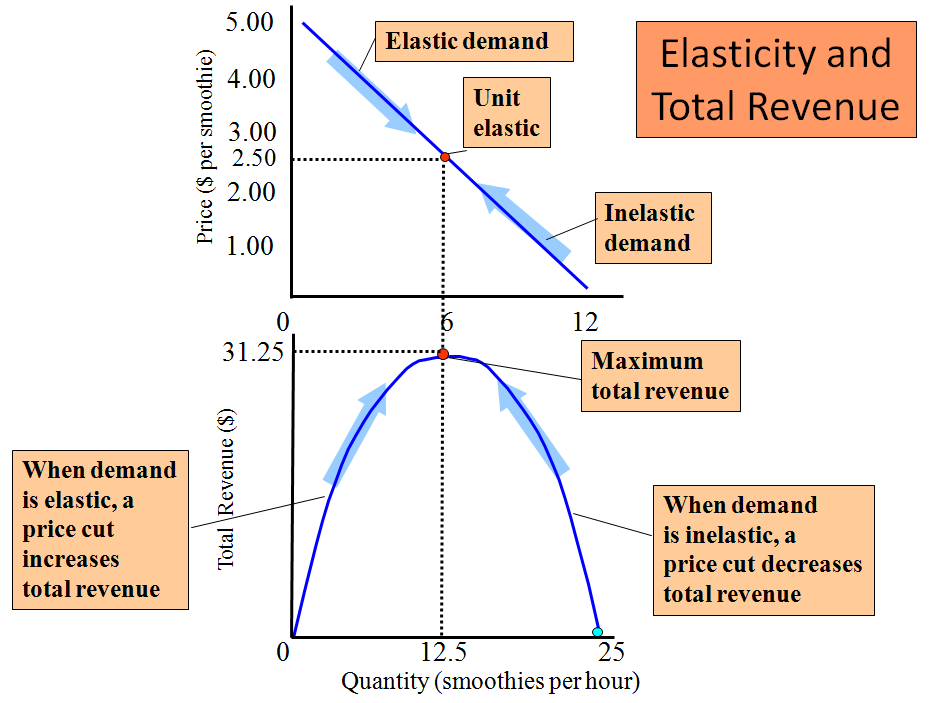 Elasticity and
Total Revenue
5.00
4.00
3.00
2.50
2.00
1.00
Price ($ per smoothie)
Elastic demand
Unit
elastic
Inelastic
demand
0
6
12
31.25
Maximum
total revenue
Total Revenue ($)
When demand
is elastic, a
price cut
increases
total revenue
When demand
is inelastic, a
price cut decreases
total revenue
0
12.5
25
Quantity (smoothies per hour)